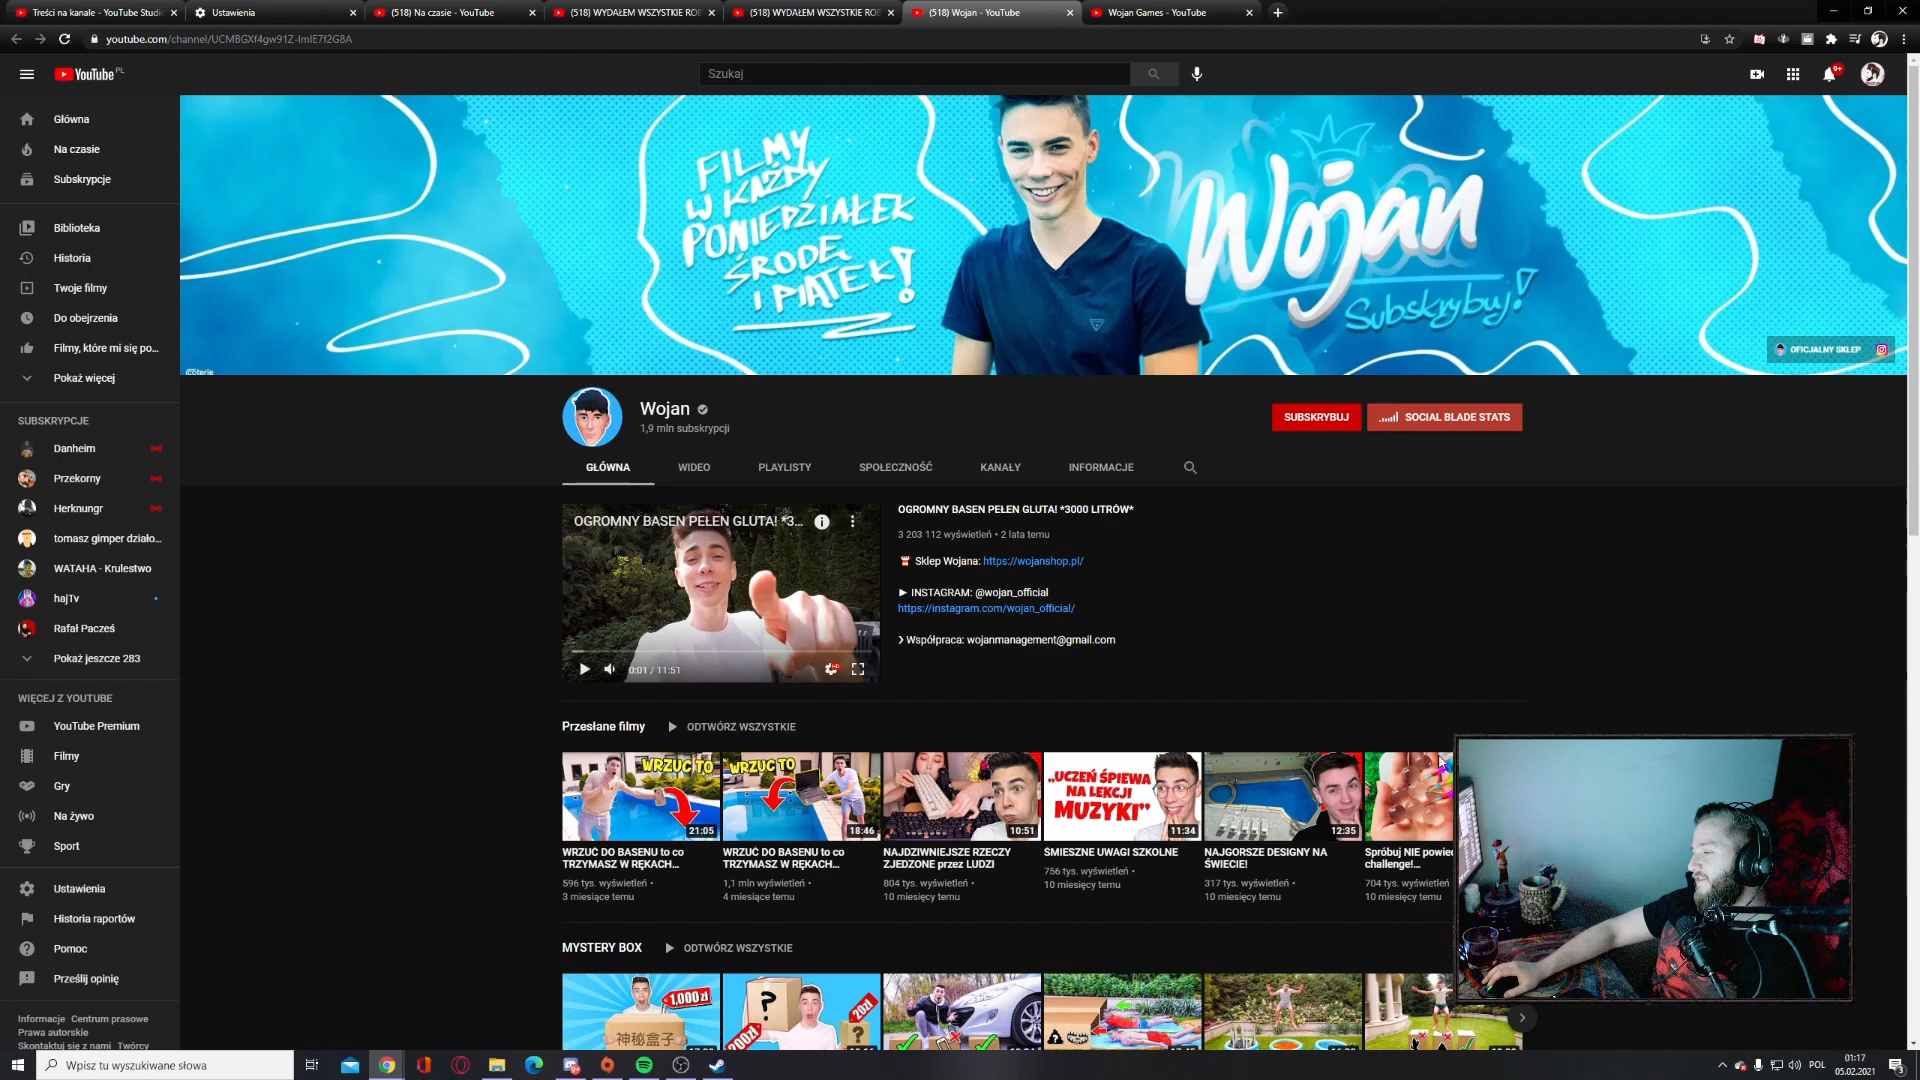 Treści na kanale - YouTube Studi
Ustawienia
(518) Na czasie - YouTube
(518) WYDAŁEM WSZYSTKIE ROB
(518) WYDAŁEM WSZYSTKIE ROB
(518) Wojan - YouTube
Wojan Games - YouTube
youtube.com/channel/UCMBGXf4gw91Z-ImIE7f2G8A
YouTube PL
Szukaj
9+
Główna
Na czasie
Subskrypcje
Biblioteka
Historia
Twoje filmy
Do obejrzenia
Filmy, które mi się po...
Pokaż więcej
SUBSKRYPCJE
Danheim
Przekorny
Herknungr
tomasz gimper działo...
WATAHA - Krulestwo
hajTv
Rafał Pacześ
Pokaż jeszcze 283
WIĘCEJ Z YOUTUBE
YouTube Premium
Filmy
Gry
Na żywo
Sport
Ustawienia
Historia raportów
Pomoc
Prześlij opinię
Informacje Centrum prasowe
Prawa autorskie
Skontaktuj się z nami Twórcy
FILMY
W KAŻDY
PONIEDZIAŁEK
ŚRODĘ
I PIĄTEK!
Wojan
Subskrybuj!
OFICJALNY SKLEP
Wojan
1,9 mln subskrypcji
SUBSKRYBUJ
SOCIAL BLADE STATS
GŁÓWNA
WIDEO
PLAYLISTY
SPOŁECZNOŚĆ
KANAŁY
INFORMACJE
OGROMNY BASEN PEŁEN GLUTA! *3...
0:01 / 11:51
HD
OGROMNY BASEN PEŁEN GLUTA! *3000 LITRÓW*
3 203 112 wyświetleń • 2 lata temu
Sklep Wojana: https://wojanshop.pl/
► INSTAGRAM: @wojan_official
https://instagram.com/wojan_official/
Współpraca: wojanmanagement@gmail.com
Przesłane filmy
ODTWÓRZ WSZYSTKIE
WRZUĆ TO
21:05
WRZUĆ TO
18:46
10:51
„UCZEŃ ŚPIEWA
NA LEKCJI
MUZYKI”
11:34
12:35
WRZUĆ DO BASENU to co
TRZYMASZ W RĘKACH...
596 tys. wyświetleń •
3 miesiące temu
WRZUĆ DO BASENU to co
TRZYMASZ W RĘKACH...
1,1 mln wyświetleń •
4 miesiące temu
NAJDZIWNIEJSZE RZECZY
ZJEDZONE przez LUDZI
804 tys. wyświetleń •
10 miesięcy temu
ŚMIESZNE UWAGI SZKOLNE
756 tys. wyświetleń •
10 miesięcy temu
NAJGORSZE DESIGNY NA
ŚWIECIE!
317 tys. wyświetleń •
10 miesięcy temu
Spróbuj NIE powied
challenge!...
704 tys. wyświetleń •
10 miesięcy temu
MYSTERY BOX
ODTWÓRZ WSZYSTKIE
1,000zł
神秘盒子
?
200zł
20zł
?
Wpisz tu wyszukiwane słowa
POL
01:17
05.02.2021
3